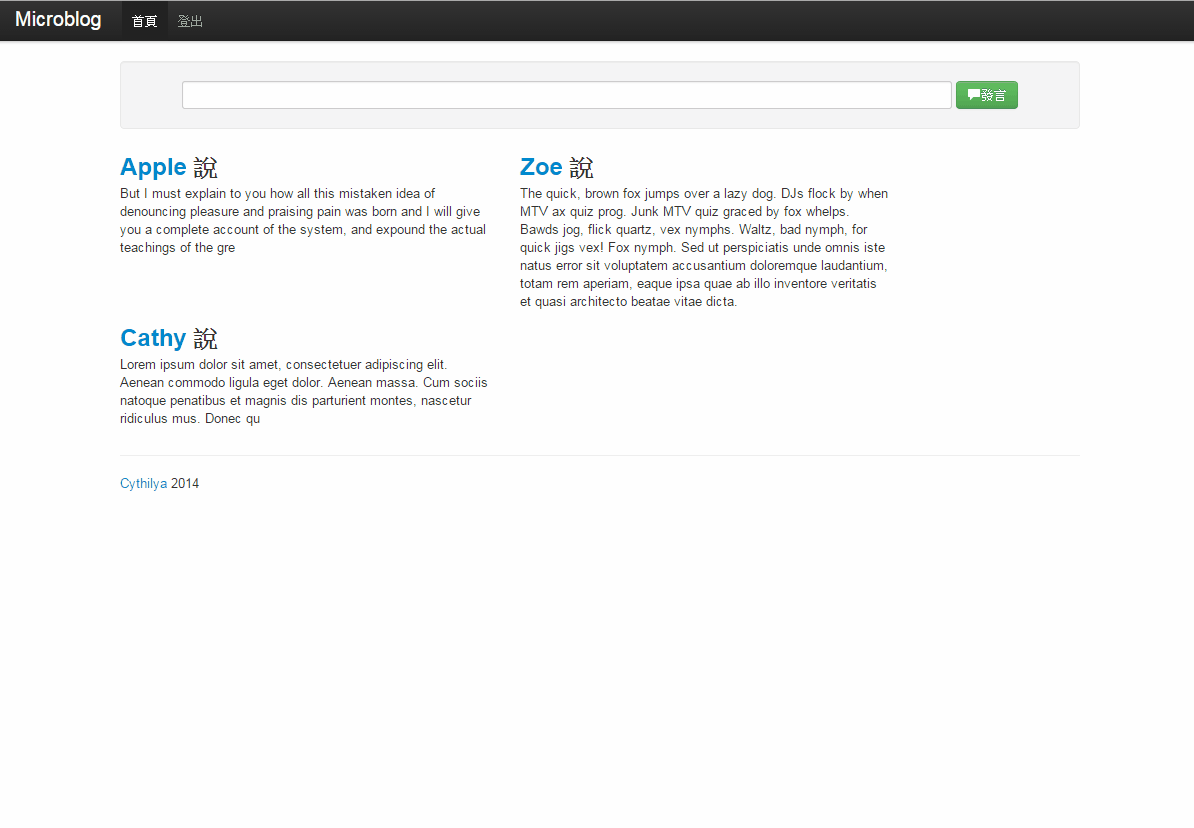 Microblog 首頁 登出
發言
Apple 說
But I must explain to you how all this mistaken idea of
denouncing pleasure and praising pain was born and I will give
you a complete account of the system, and expound the actual
teachings of the gre
Zoe 說
The quick, brown fox jumps over a lazy dog. DJs flock by when
MTV ax quiz prog. Junk MTV quiz graced by fox whelps.
Bawds jog, flick quartz, vex nymphs. Waltz, bad nymph, for
quick jigs vex! Fox nymph. Sed ut perspiciatis unde omnis iste
natus error sit voluptatem accusantium doloremque laudantium,
totam rem aperiam, eaque ipsa quae ab illo inventore veritatis
et quasi architecto beatae vitae dicta.
Cathy 說
Lorem ipsum dolor sit amet, consectetuer adipiscing elit.
Aenean commodo ligula eget dolor. Aenean massa. Cum sociis
natoque penatibus et magnis dis parturient montes, nascetur
ridiculus mus. Donec qu
Cythilya 2014